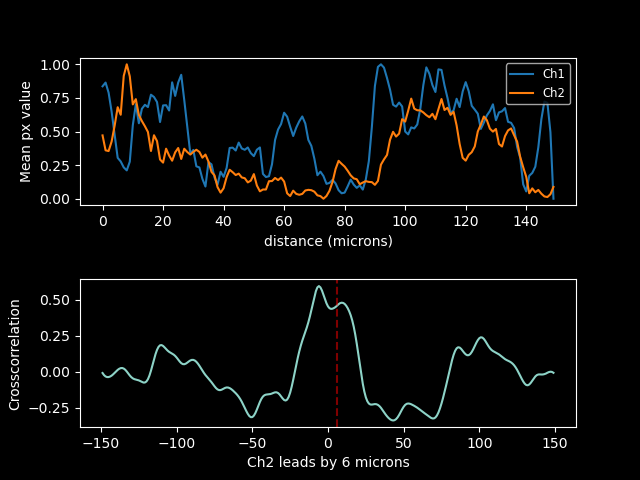 1.00
0.75
0.50
0.25
0.00
Mean px value
Ch1
Ch2
0 20 40 60 80 100 120 140
distance (microns)
0.50
0.25
0.00
−0.25
Crosscorrelation
−150 −100 −50 0 50 100 150
Ch2 leads by 6 microns